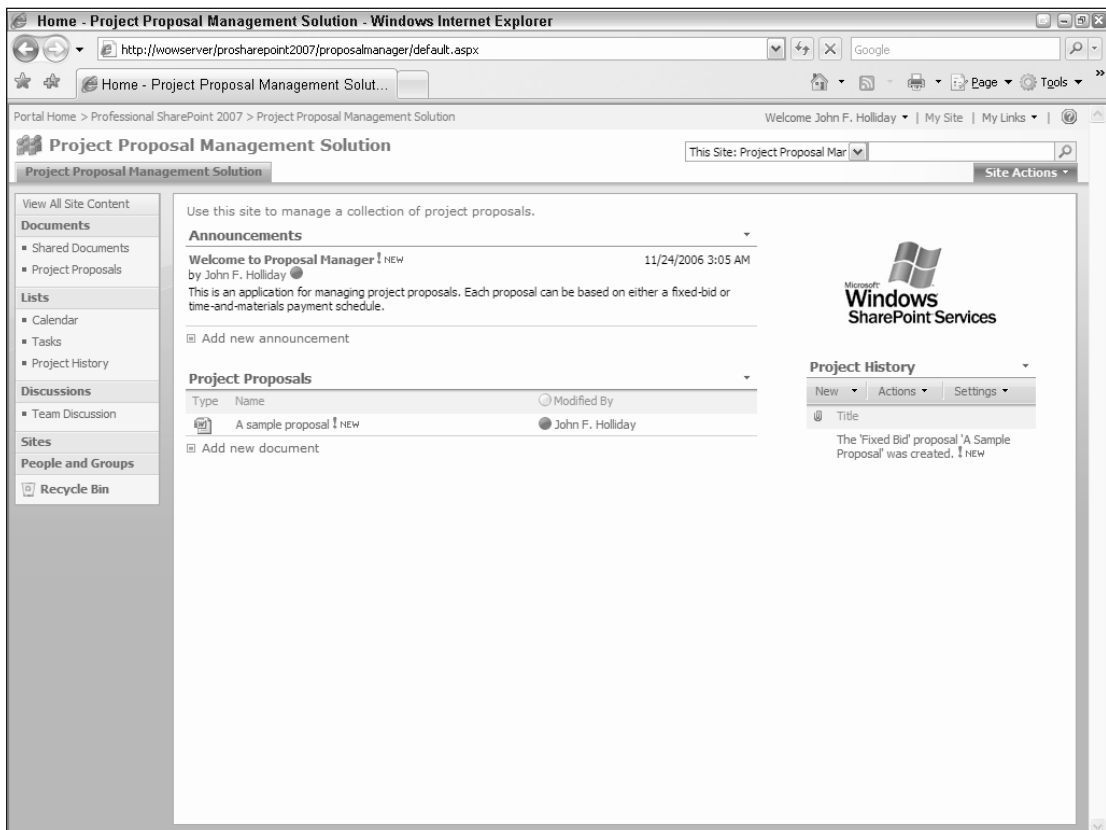 Home - Project Proposal Management Solution - Windows Internet Explorer
http://wowserver/prosharepoint2007/proposalmanager/default.aspx
Google
Home - Project Proposal Management Solut...
Page Tools »
Portal Home > Professional SharePoint 2007 > Project Proposal Management Solution
Welcome John F. Holliday | My Site | My Links |
Project Proposal Management Solution
This Site: Project Proposal Mar
Project Proposal Management Solution
Site Actions
View All Site Content
Documents
Shared Documents
Project Proposals
Lists
Calendar
Tasks
Project History
Discussions
Team Discussion
Sites
People and Groups
Recycle Bin
Use this site to manage a collection of project proposals.
Announcements
Welcome to Proposal Manager ! NEW
11/24/2006 3:05 AM
by John F. Holliday
This is an application for managing project proposals. Each proposal can be based on either a fixed-bid or
time-and-materials payment schedule.
Add new announcement
Project Proposals
Type Name Modified By
A sample proposal ! NEW John F. Holliday
Add new document
Microsoft
Windows
SharePoint Services
Project History
New Actions Settings
Title
The 'Fixed Bid' proposal 'A Sample
Proposal' was created. ! NEW